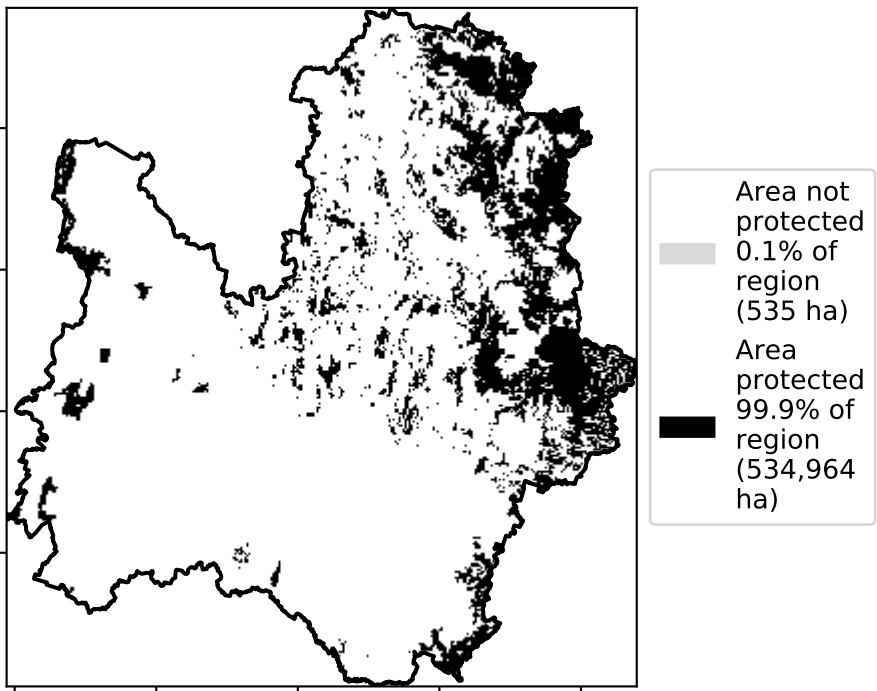 Area not
protected
0.1% of
region
(535 ha)
Area
protected
99.9% of
region
(534,964
ha)